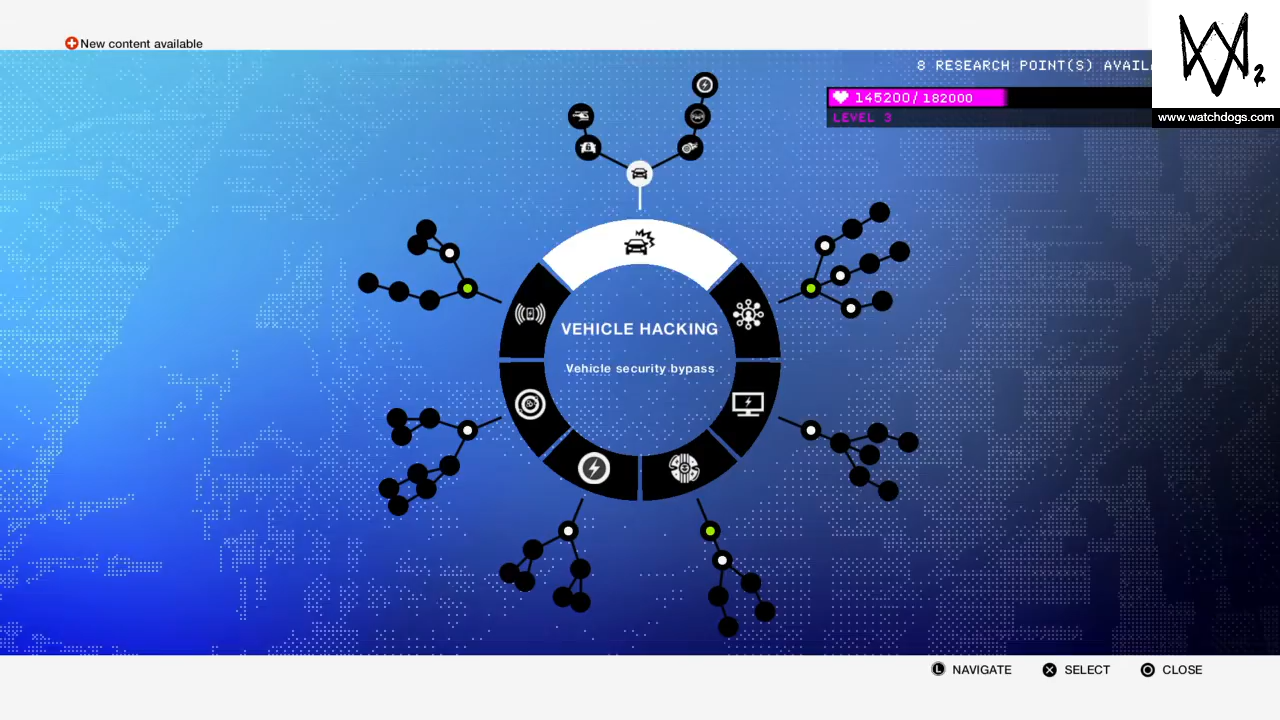 New content available
8 RESEARCH POINT(S) AVAIL
2
145200/182000
www.watchdogs.com
LEVEL 3
VEHICLE HACKING
Vehicle security bypass
L NAVIGATE
SELECT
CLOSE